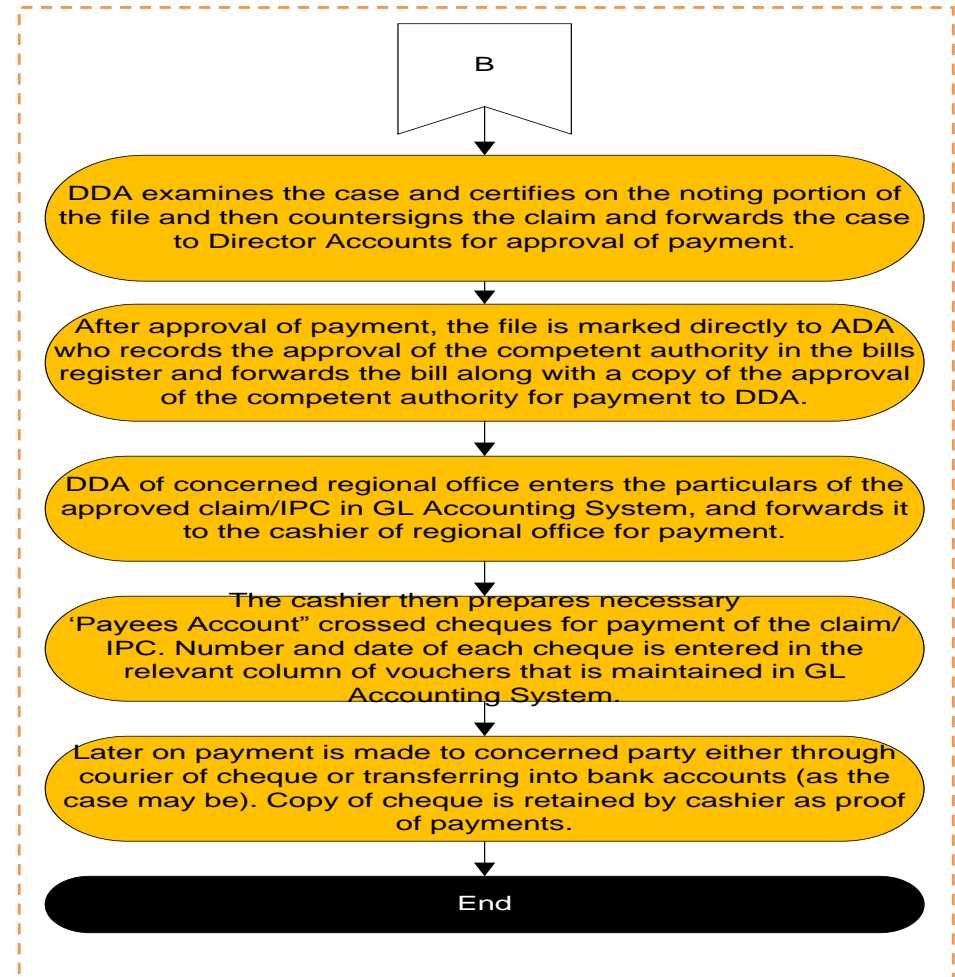 B
DDA examines the case and certifies on the noting portion of
the file and then countersigns the claim and forwards the case
to Director Accounts for approval of payment.
After approval of payment, the file is marked directly to ADA
who records the approval of the competent authority in the bills
register and forwards the bill along with a copy of the approval
of the competent authority for payment to DDA.
DDA of concerned regional office enters the particulars of the
approved claim/IPC in GL Accounting System, and forwards it
to the cashier of regional office for payment.
The cashier then prepares necessary
‘Payees Account” crossed cheques for payment of the claim/
IPC. Number and date of each cheque is entered in the
relevant column of vouchers that is maintained in GL
Accounting System.
Later on payment is made to concerned party either through
courier of cheque or transferring into bank accounts (as the
case may be). Copy of cheque is retained by cashier as proof
of payments.
End